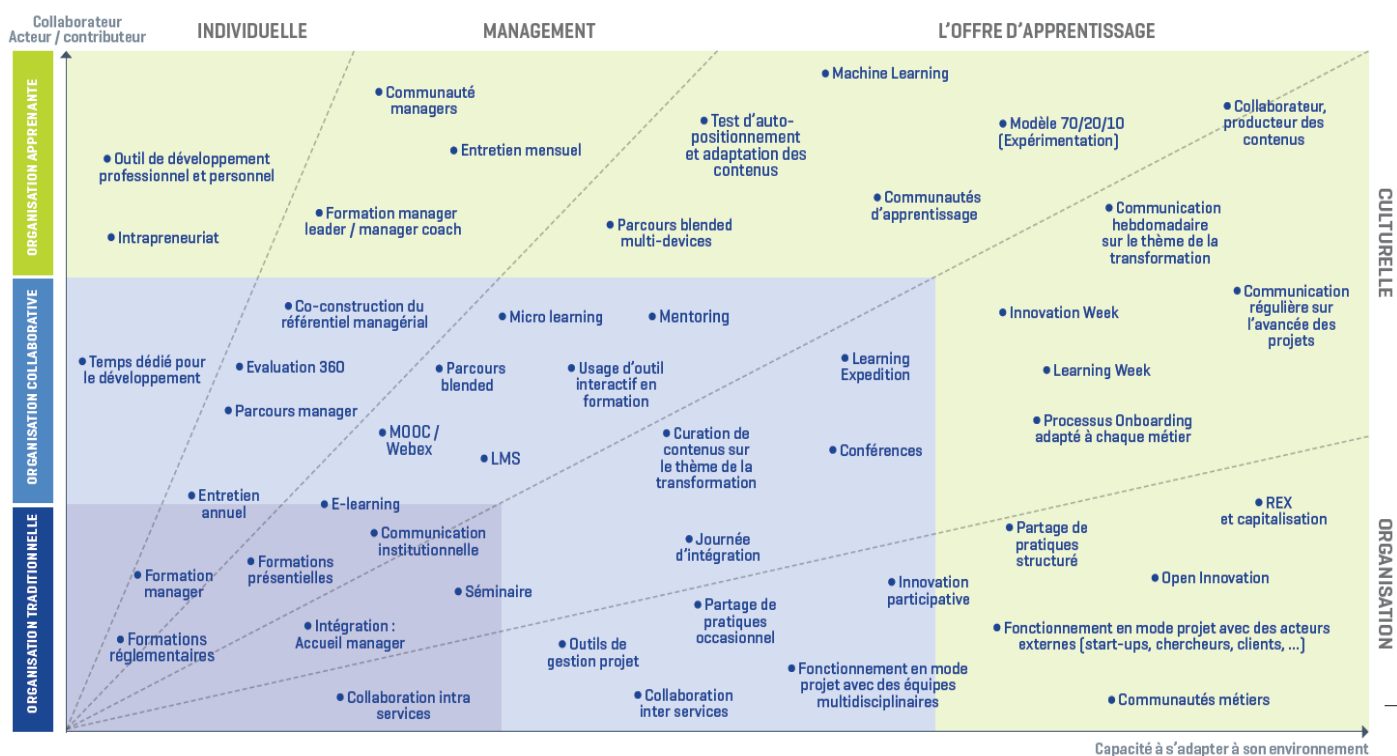 Collaborateur
Acteur / contributeur
INDIVIDUELLE
MANAGEMENT
L'OFFRE D'APPRENTISSAGE
ORGANISATION APPRENANTE
• Machine Learning
• Communauté
managers
• Collaborateur,
producteur des
contenus
• Test d'auto-
positionnement
et adaptation des
contenus
• Modèle 70/20/10
(Expérimentation)
• Entretien mensuel
• Outil de développement
professionnel et personnel
• Communautés
d'apprentissage
• Communication
hebdomadaire
sur le thème de la
transformation
• Formation manager
leader / manager coach
• Parcours blended
multi-devices
• Intrapreneuriat
CULTURELLE
ORGANISATION COLLABORATIVE
• Communication
régulière sur
l'avancée des
projets
• Co-construction du
référentiel managérial
• Micro learning
• Mentoring
• Innovation Week
• Temps dédié pour
le développement
• Evaluation 360
• Parcours
blended
• Usage d'outil
interactif en
formation
• Learning
Expedition
• Learning Week
• Parcours manager
• MOOC /
Webex
• Processus Onboarding
adapté à chaque métier
• Curation de
contenus sur
le thème de la
transformation
• Conférences
• LMS
• Entretien
annuel
• E-learning
• REX
et capitalisation
ORGANISATION TRADITIONNELLE
• Communication
institutionnelle
• Journée
d'intégration
• Partage de
pratiques
structuré
• Formations
présentielles
• Formation
manager
• Séminaire
• Innovation
participative
• Open Innovation
• Partage de
pratiques
occasionnel
• Formations
réglementaires
• Intégration :
Accueil manager
• Outils de
gestion projet
• Fonctionnement en mode projet avec des acteurs
externes (start-ups, chercheurs, clients, ...)
• Fonctionnement en mode
projet avec des équipes
multidisciplinaires
• Collaboration intra
services
• Collaboration
inter services
• Communautés métiers
ORGANISATION
Capacité à s'adapter à son environnement